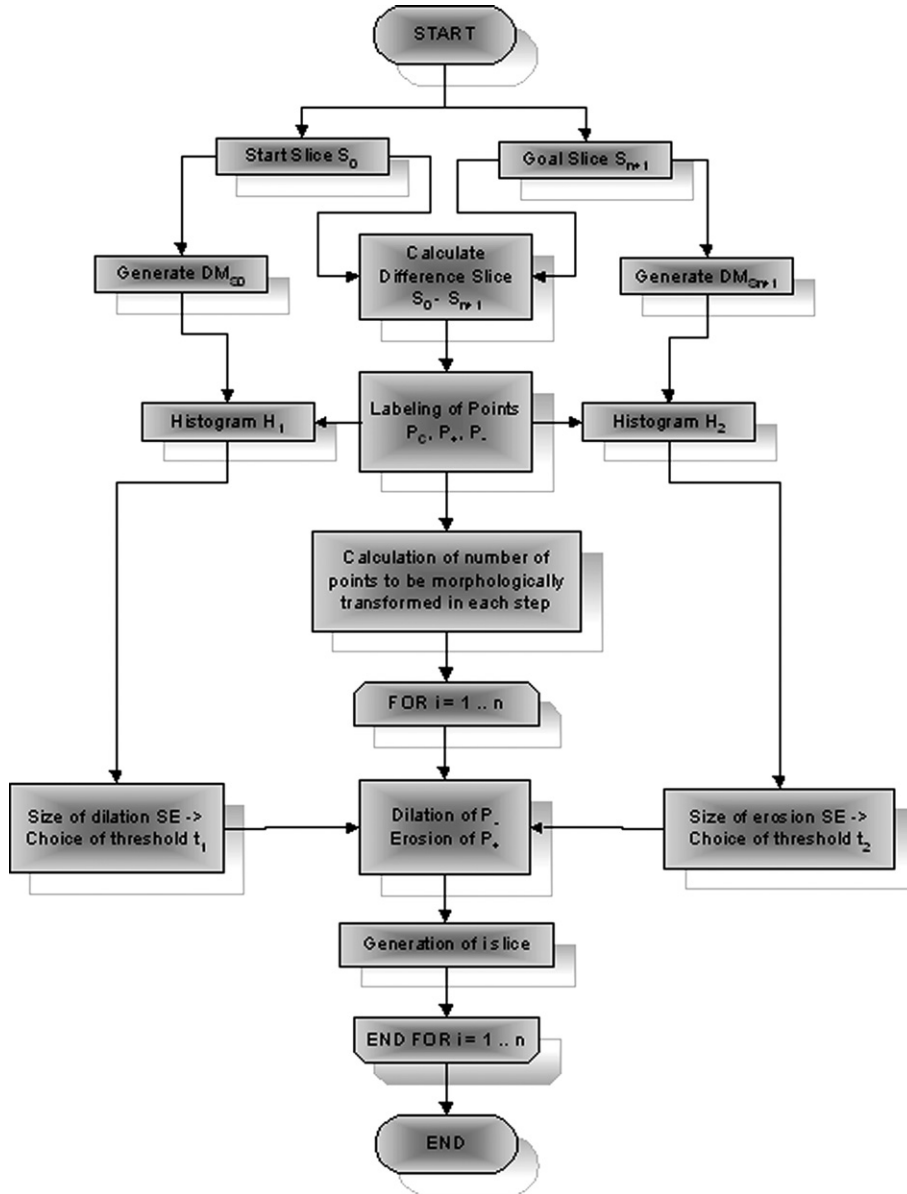 START
Start Slice S₀
Goal Slice Sₙ₊₁
Calculate
Difference Slice
S₀- Sₙ₊₁
Generate DM_S0
Generate DM_Sn+1
Labeling of Points
P_C, P₊, P₋
Histogram H₁
Histogram H₂
Calculation of number of
points to be morphologically
transformed in each step
FOR i = 1 .. n
Size of dilation SE ->
Choice of threshold t₁
Dilation of P₋
Erosion of P₊
Size of erosion SE ->
Choice of threshold t₂
Generation of i slice
END FOR i = 1 .. n
END